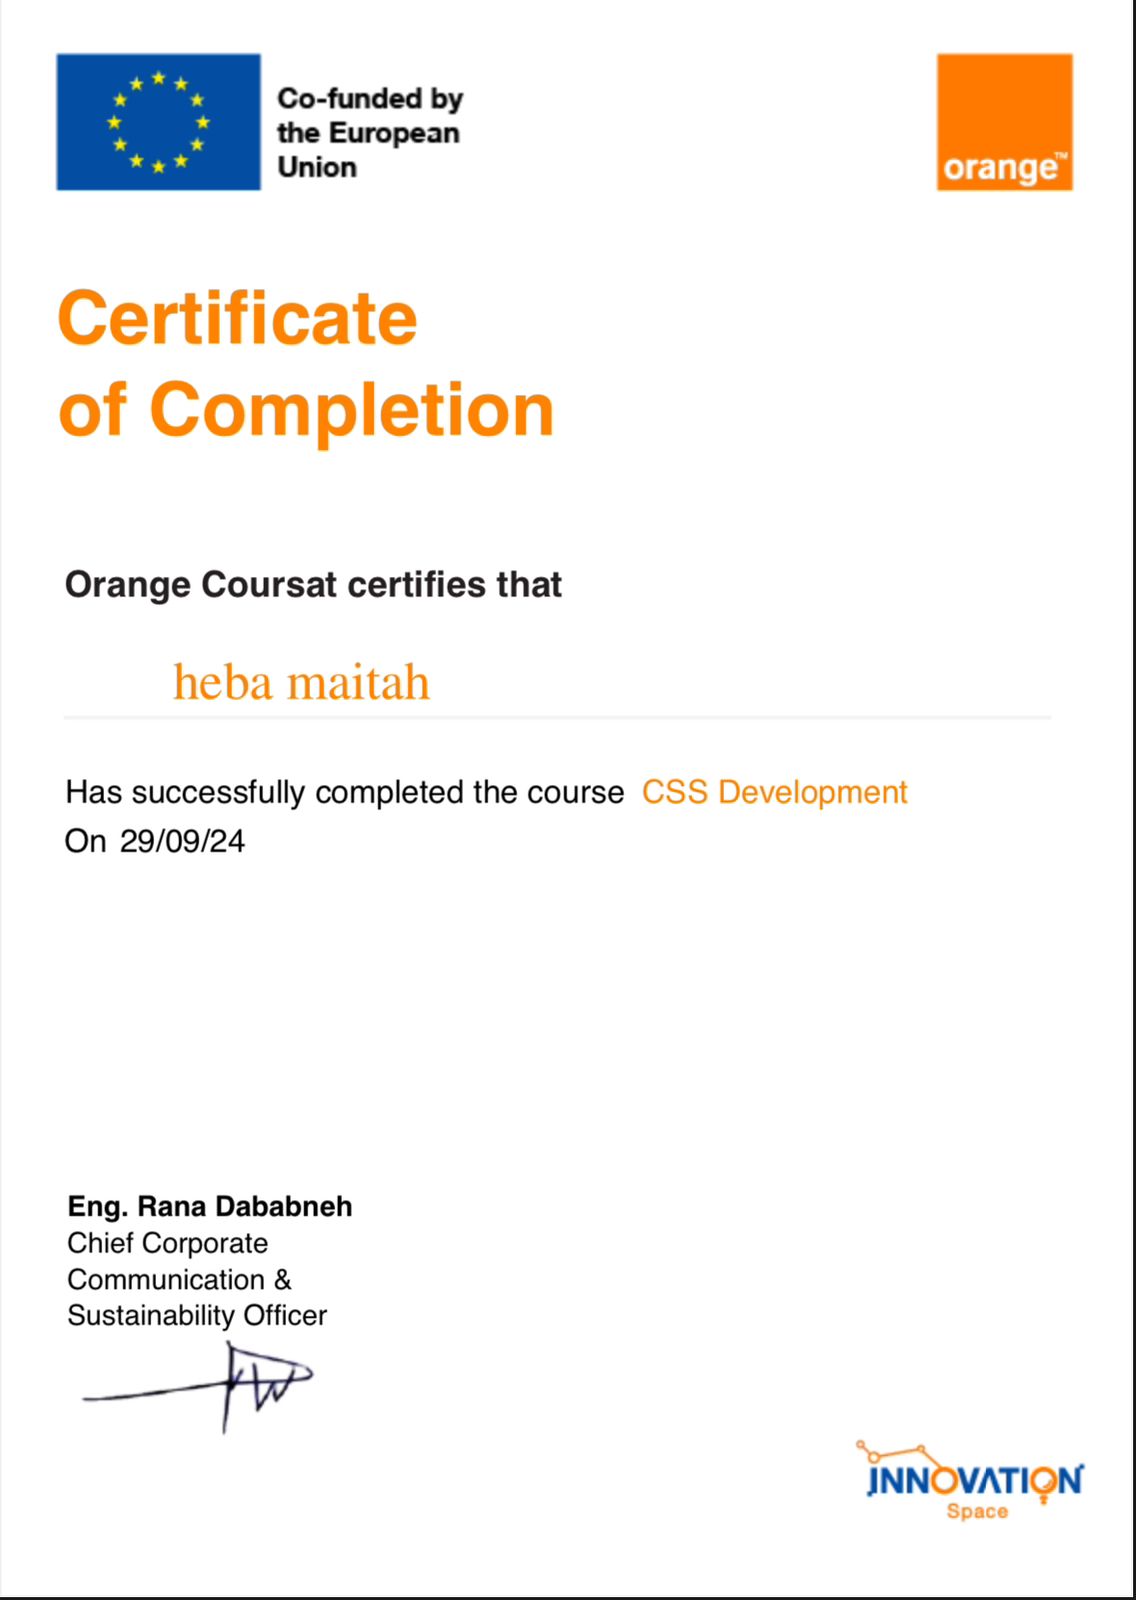 Co-funded by
the European
Union
orange™
Certificate
of Completion
Orange Coursat certifies that
heba maitah
Has successfully completed the course CSS Development
On 29/09/24
Eng. Rana Dababneh
Chief Corporate
Communication &
Sustainability Officer
INNOVATION
Space